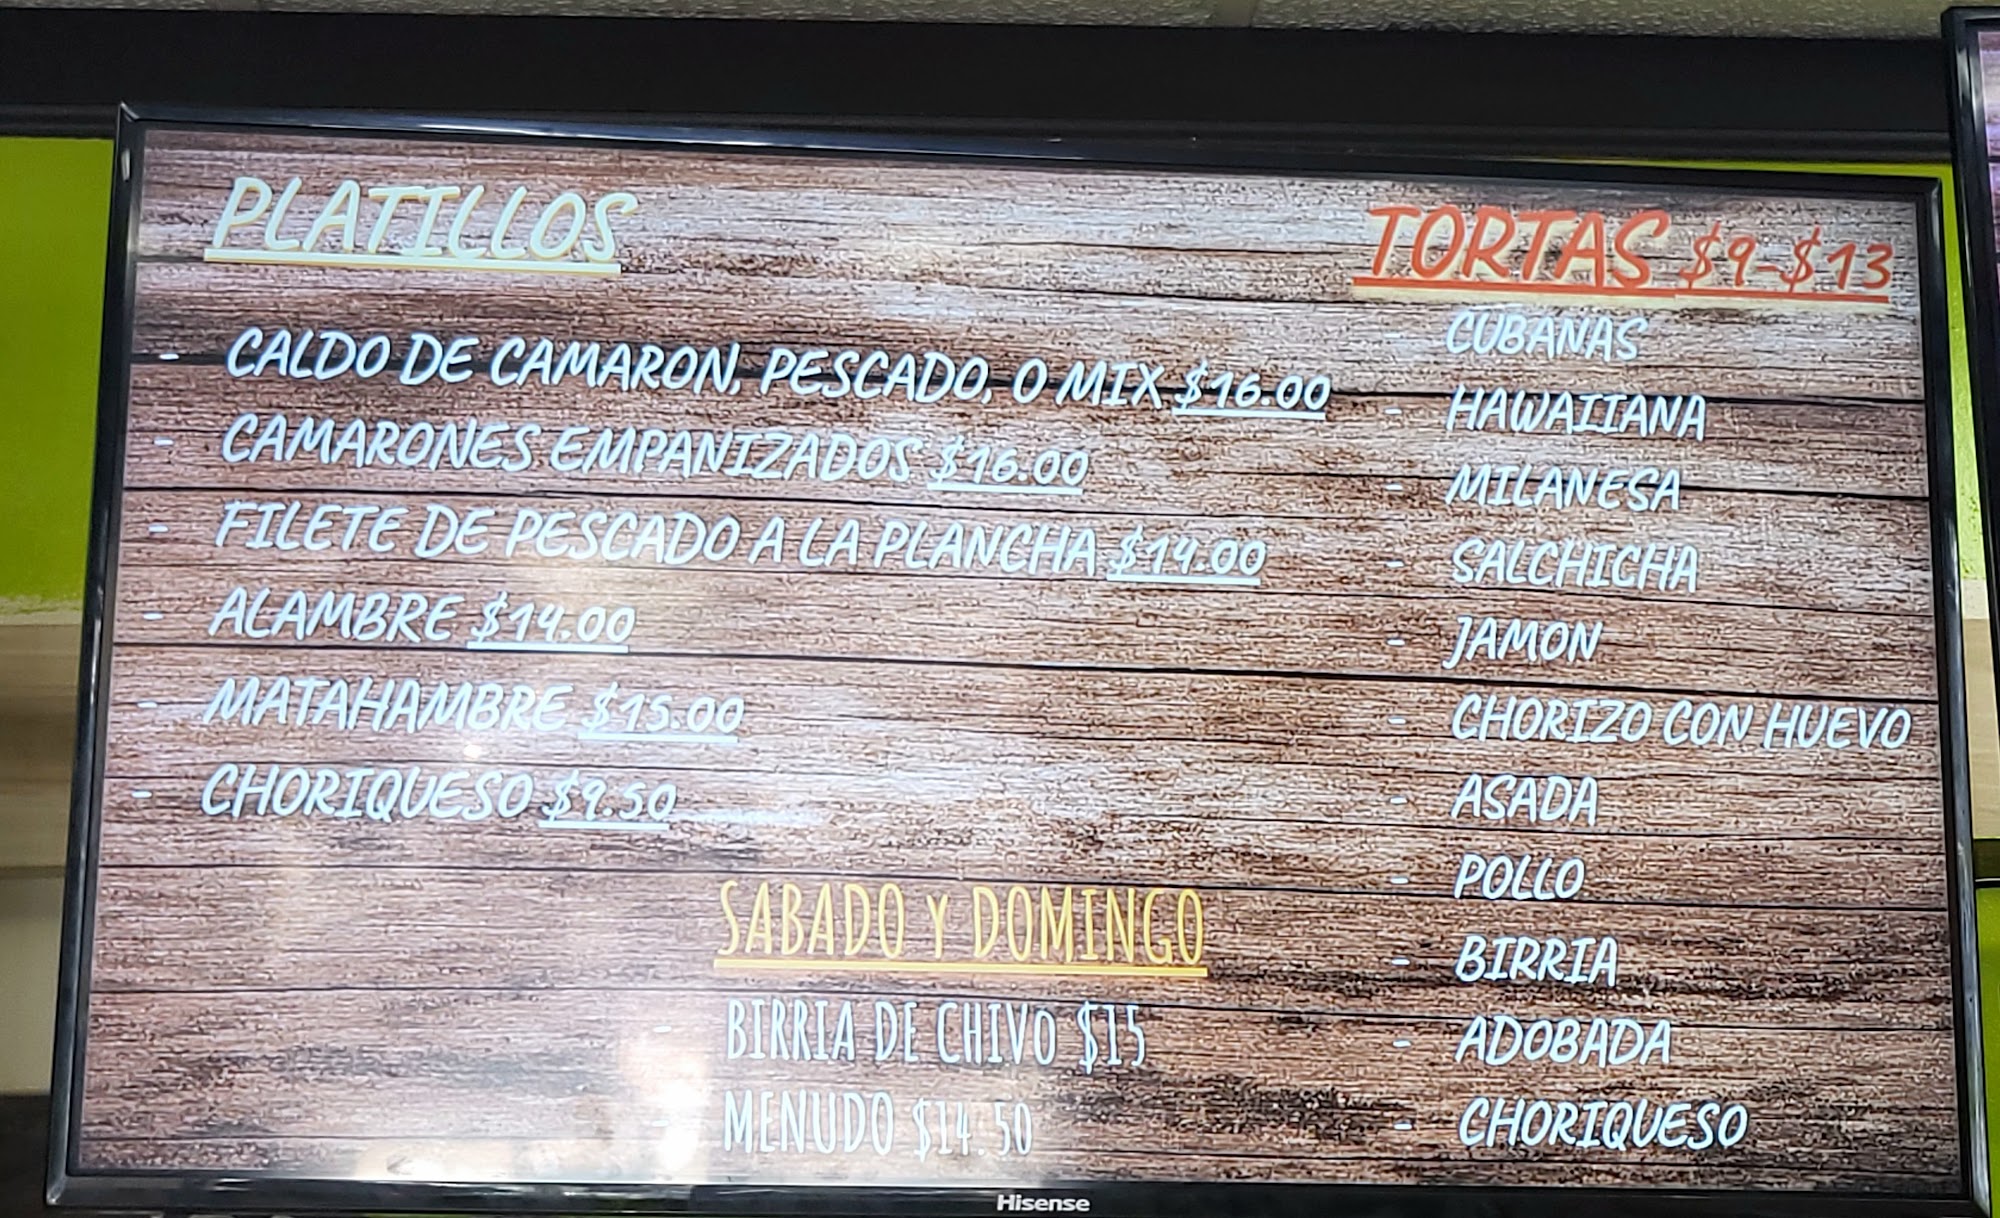 PLATILLOS
- CALDO DE CAMARON, PESCADO, O MIX $16.00
- CAMARONES EMPANIZADOS $16.00
- FILETE DE PESCADO A LA PLANCHA $14.00
- ALAMBRE $14.00
- MATAHAMBRE $15.00
- CHORIQUESO $9.50
SABADO Y DOMINGO
- BIRRIA DE CHIVO $15
- MENUDO $14.50
TORTAS $9-$13
- CUBANAS
- HAWAIIANA
- MILANESA
- SALCHICHA
- JAMON
- CHORIZO CON HUEVO
- ASADA
- POLLO
- BIRRIA
- ADOBADA
- CHORIQUESO
Hisense